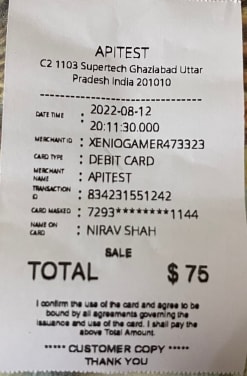 APITEST
C2 1103 Supertech Ghaziabad Uttar
Pradesh India 201010
DATE TIME : 2022-08-12
20:11:30.000
MERCHANT ID : XENIOGAMER473323
CARD TYPE : DEBIT CARD
MERCHANT NAME : APITEST
TRANSACTION ID : 834231551242
CARD MASKED : 7293********1144
NAME ON CARD : NIRAV SHAH
SALE
TOTAL $ 75
I confirm the use of the card and agree to be
bound by all agreements governing the
issuance and use of the card. I shall pay the
above Total Amount.
***** CUSTOMER COPY *****
THANK YOU